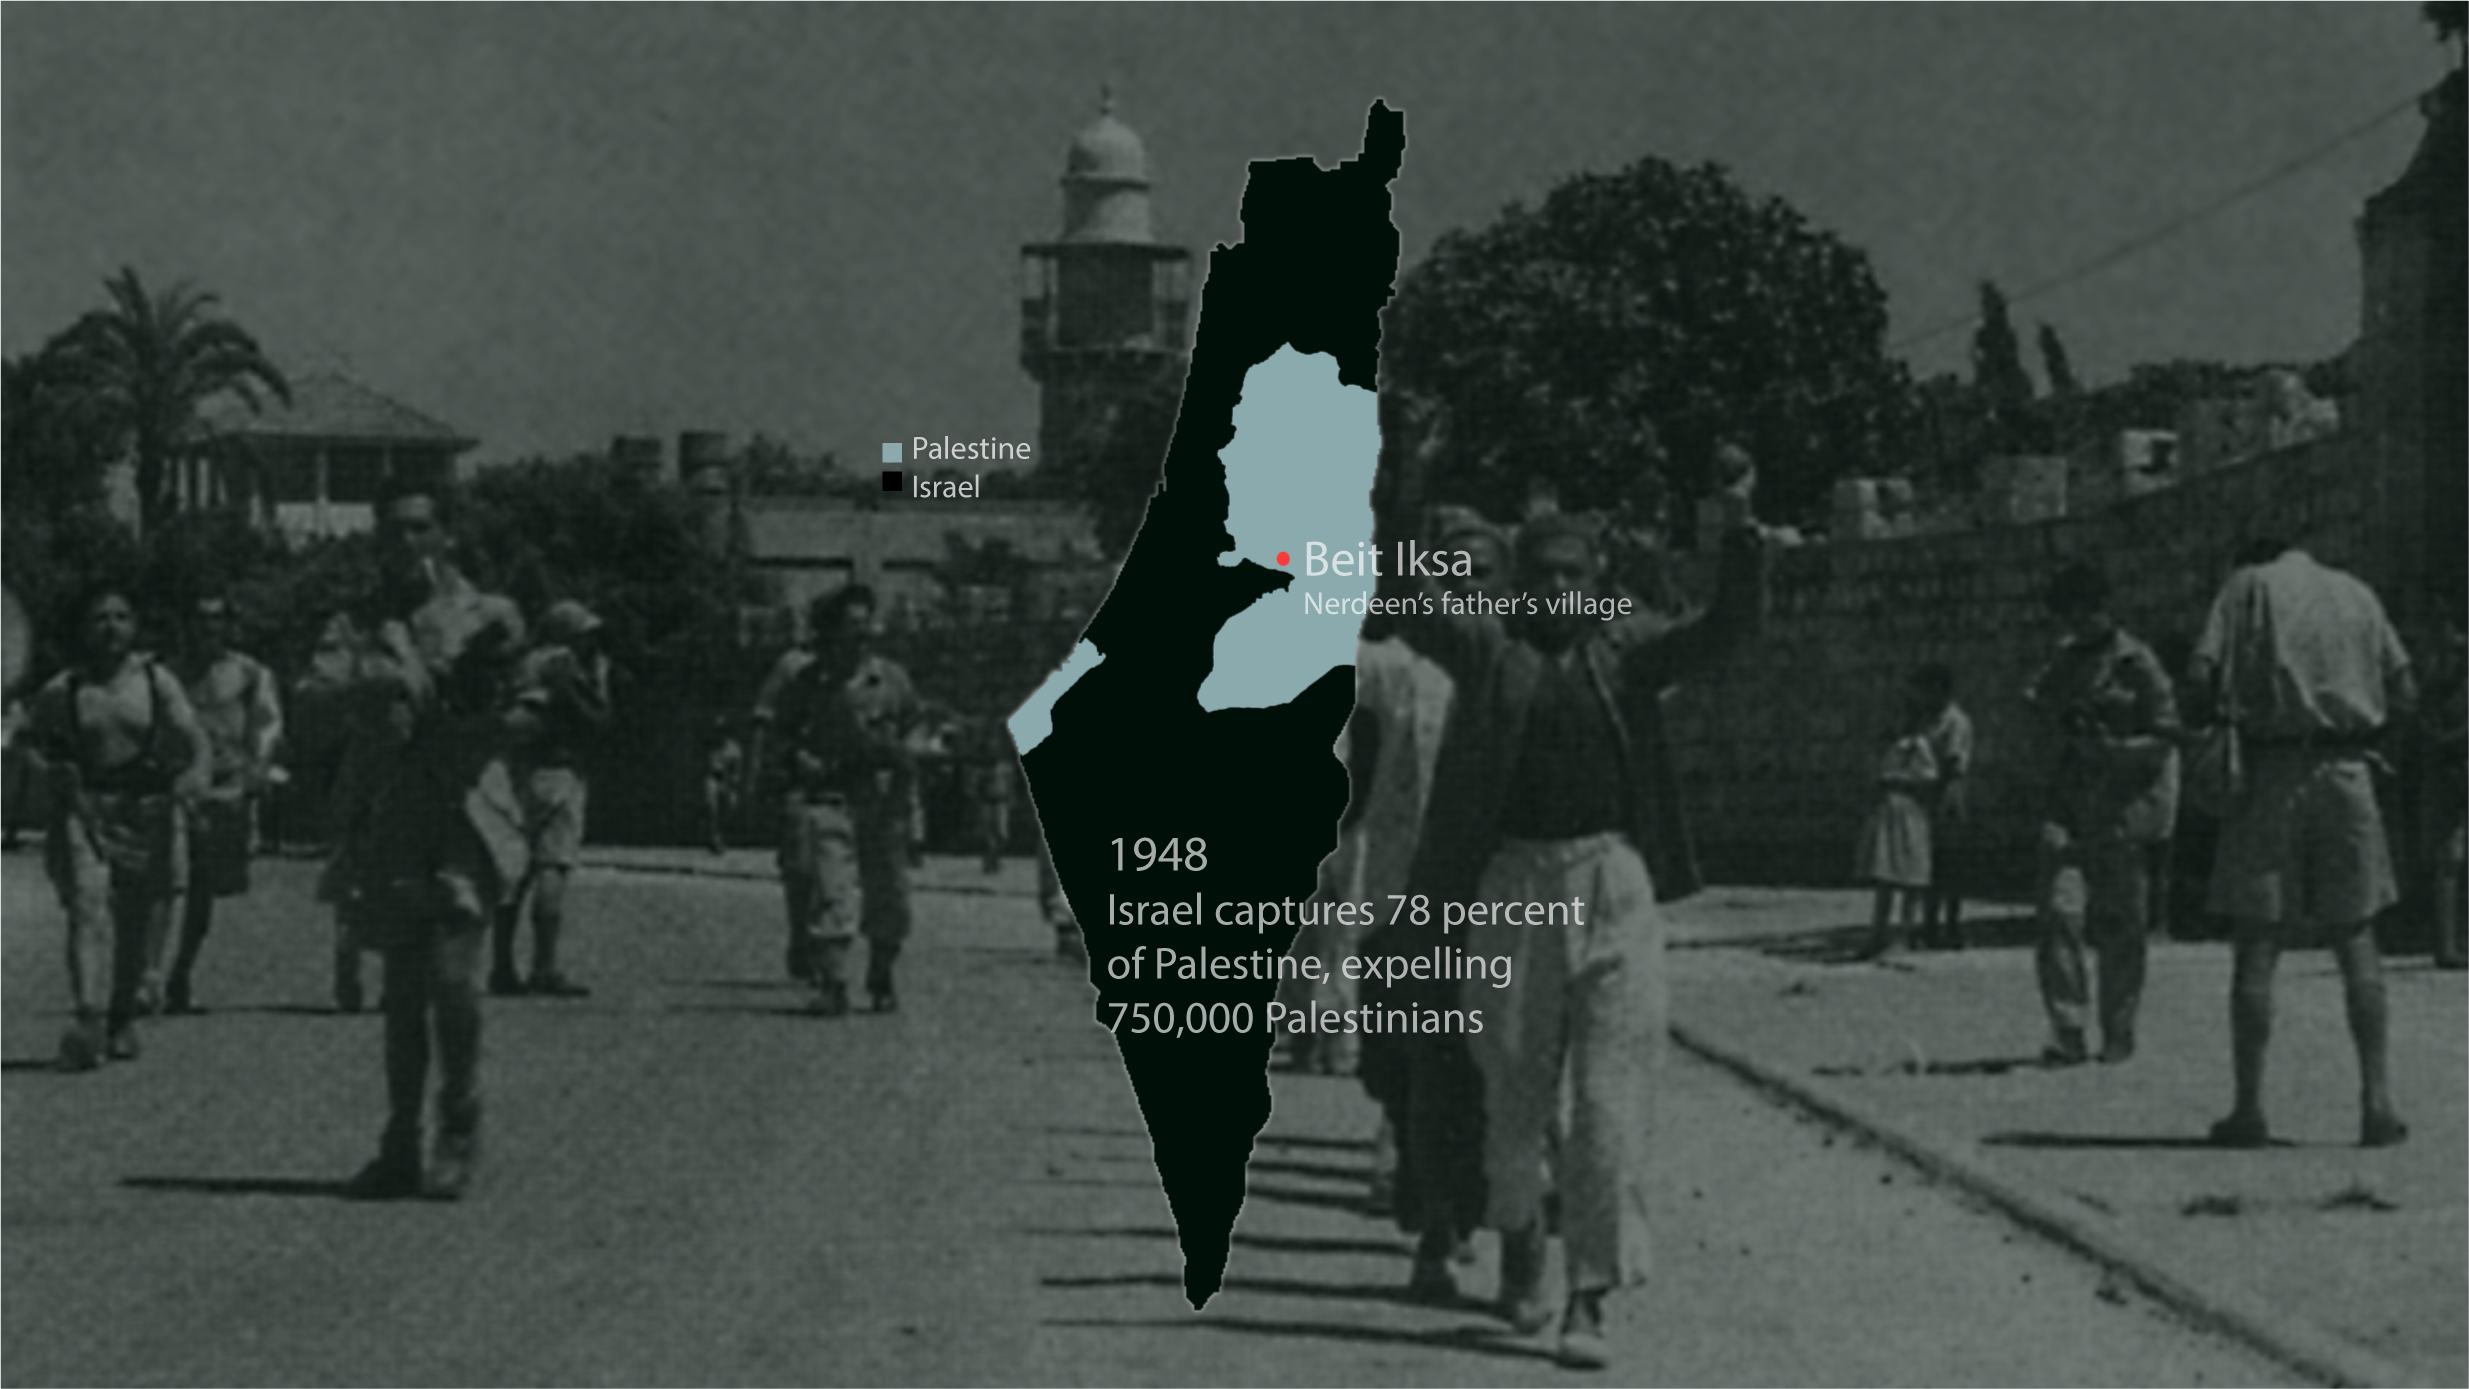 Palestine
Israel
Beit Iksa
Nerdeen’s father’s village
1948
Israel captures 78 percent
of Palestine, expelling
750,000 Palestinians